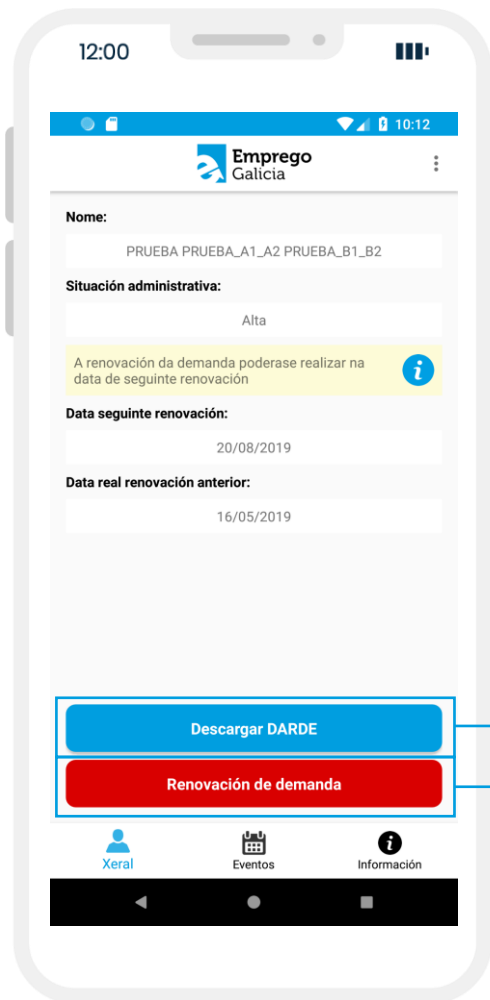 12:00
10:12
Emprego
Galicia
Nome:
PRUEBA PRUEBA_A1_A2 PRUEBA_B1_B2
Situación administrativa:
Alta
A renovación da demanda poderase realizar na
data de seguinte renovación
i
Data seguinte renovación:
20/08/2019
Data real renovación anterior:
16/05/2019
Descargar DARDE
Renovación de demanda
Xeral
Eventos
i
Información